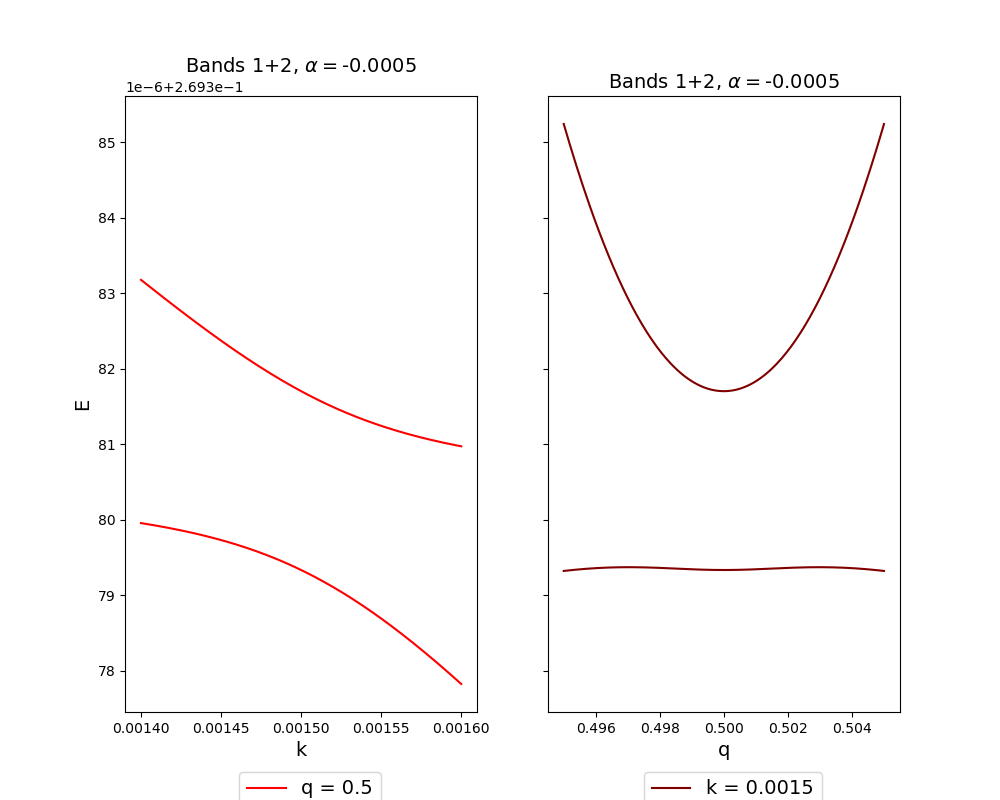 Bands 1+2, α = -0.0005
1e−6+2.693e−1
85
84
83
82
81
80
79
78
E
0.00140 0.00145 0.00150 0.00155 0.00160
k
q = 0.5
Bands 1+2, α = -0.0005
0.496 0.498 0.500 0.502 0.504
q
k = 0.0015